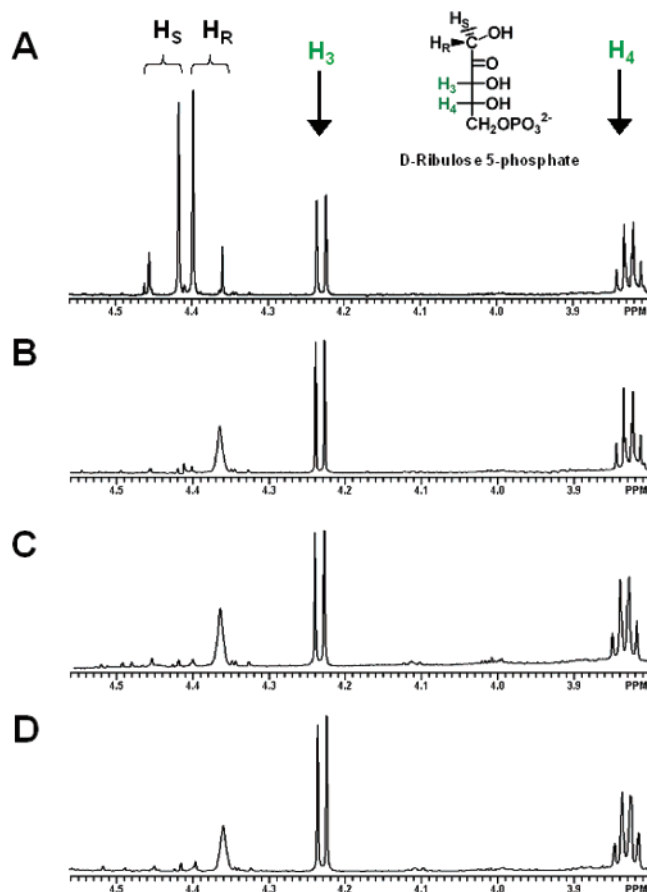 A
H_S H_R
H_3
H_4
H_S
H_R C OH
O
H_3 OH
H_4 OH
CH_2OPO_3^2-
D-Ribulose 5-phosphate
4.5 4.4 4.3 4.2 4.1 4.0 3.9 PPM
B
4.5 4.4 4.3 4.2 4.1 4.0 3.9 PPM
C
4.5 4.4 4.3 4.2 4.1 4.0 3.9 PPM
D
4.5 4.4 4.3 4.2 4.1 4.0 3.9 PPM